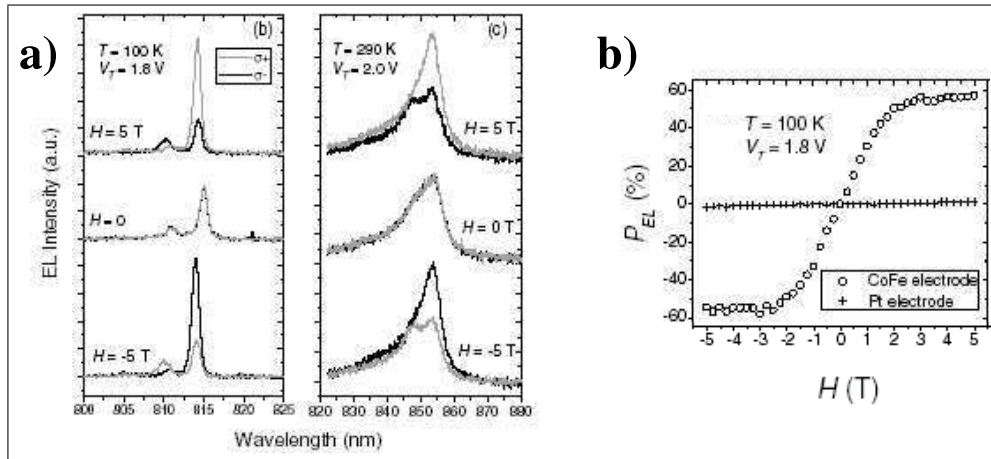 a)
(b)
T = 100 K
V_T = 1.8 V
σ+
σ-
H = 5 T
H = 0
H = -5 T
EL Intensity (a.u.)
800 .805 810 .815 .820 825
(c)
T = 290 K
V_T = 2.0 V
H = 5 T
H = 0 T
H = -5 T
820 830 840 850 860 870 880
Wavelength (nm)
b)
60
40
20
0
-20
-40
-60
P_EL (%)
T = 100 K
V_T = 1.8 V
CoFe electrode
Pt electrode
-5 -4 -3 -2 -1 0 1 2 3 4 5
H (T)